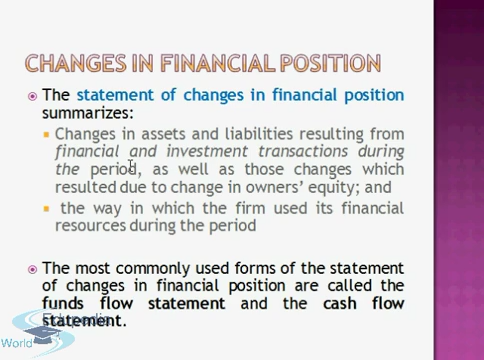 CHANGES IN FINANCIAL POSITION
The statement of changes in financial position
summarizes:
Changes in assets and liabilities resulting from
financial and investment transactions during
the period, as well as those changes which
resulted due to change in owners' equity; and
the way in which the firm used its financial
resources during the period
The most commonly used forms of the statement
of changes in financial position are called the
funds flow statement and the cash flow
statement.
Edupedia
World